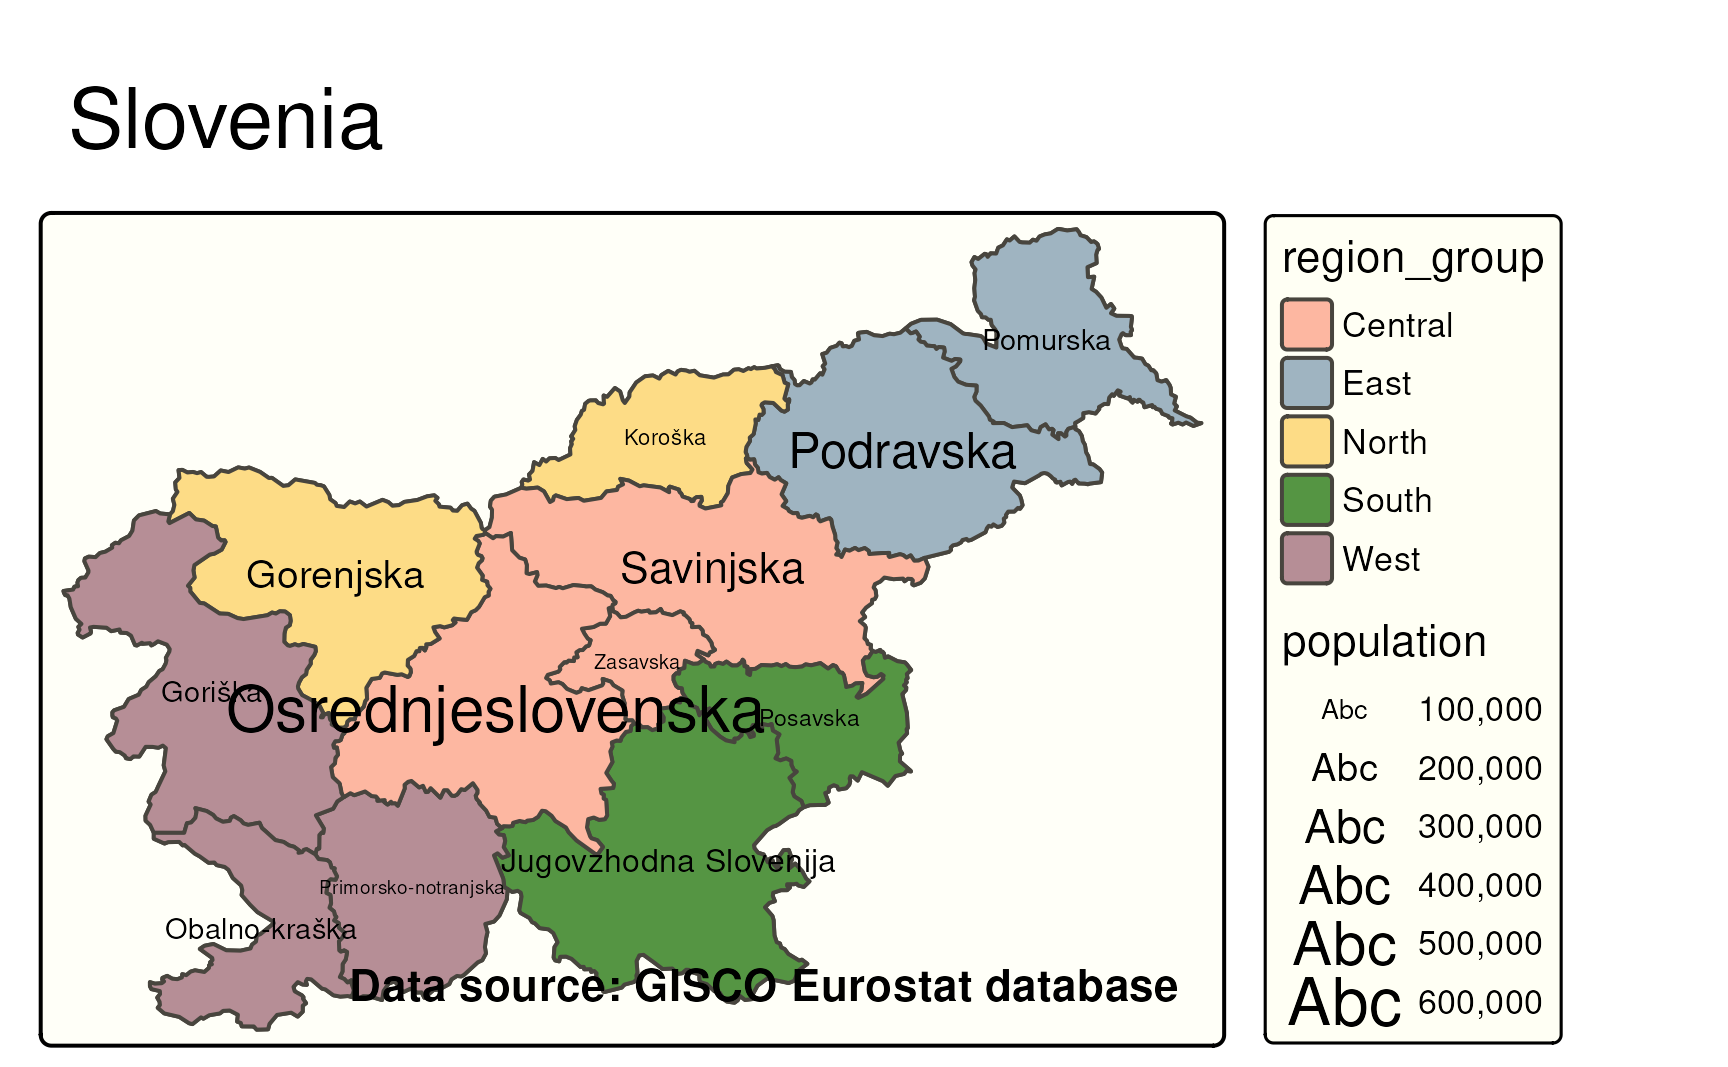 Slovenia
Pomurska
Koroška
Podravska
Gorenjska
Savinjska
Zasavska
Goriška
Osrednjeslovenska
Posavska
Jugovzhodna Slovenija
Primorsko-notranjska
Obalno-kraška
Data source: GISCO Eurostat database
region_group
Central
East
North
South
West
population
Abc 100,000
Abc 200,000
Abc 300,000
Abc 400,000
Abc 500,000
Abc 600,000